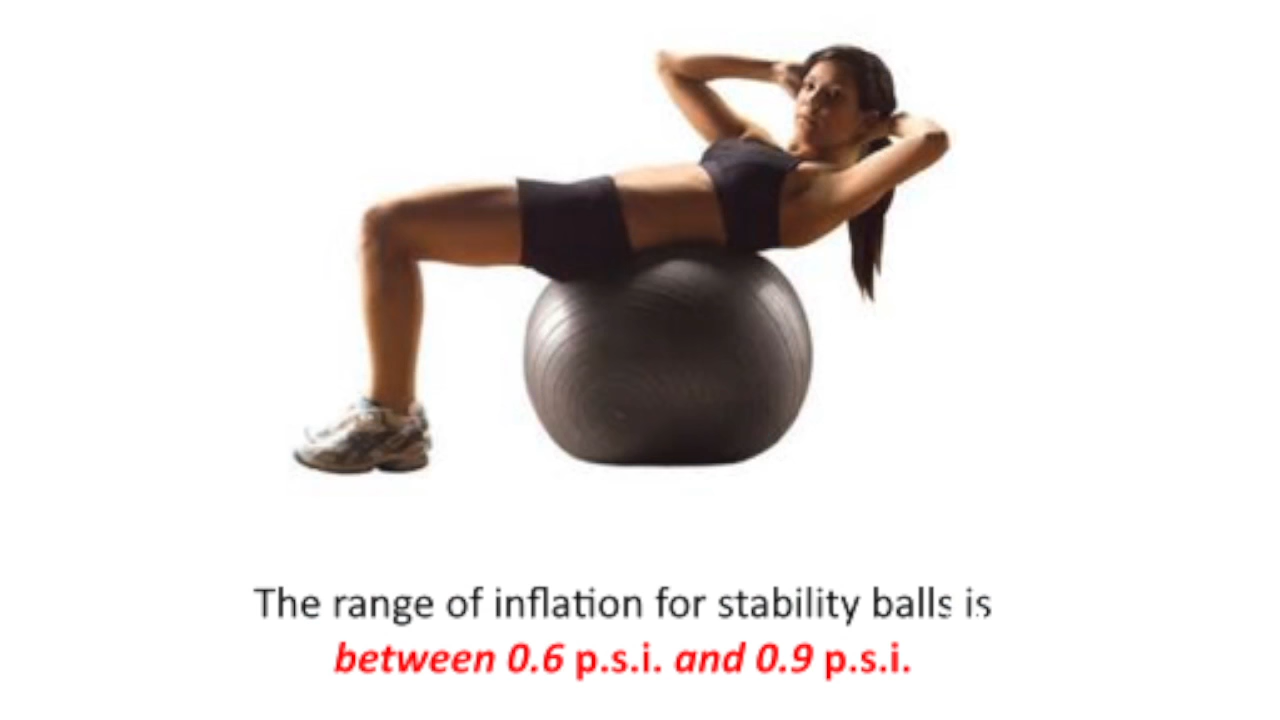 The range of inflation for stability balls is
between 0.6 p.s.i. and 0.9 p.s.i.